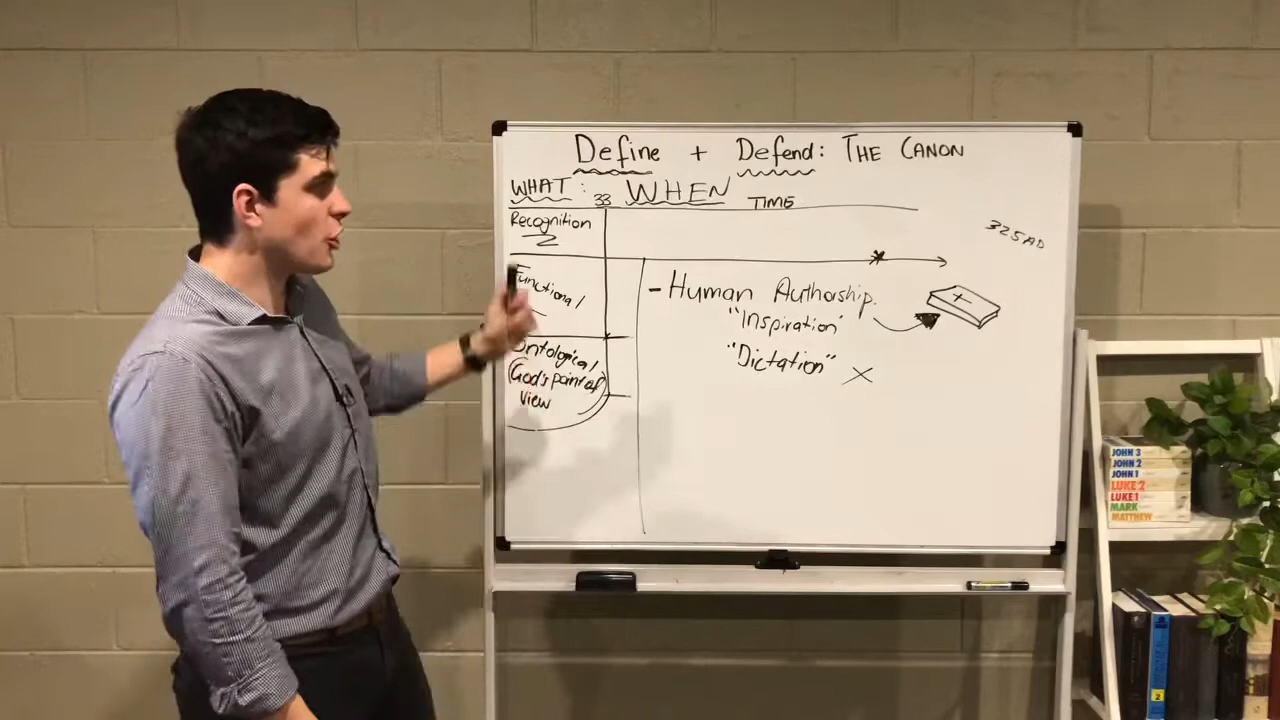 Define + Defend: THE CANON
WHAT: 33 WHEN TIME
Recognition
325AD
Functional
- Human Authorship.
"Inspiration"
"Dictation" X
Ontological
(God's point of
View
JOHN 3
JOHN 2
JOHN 1
LUKE 2
LUKE 1
MARK
MATTHEW
2